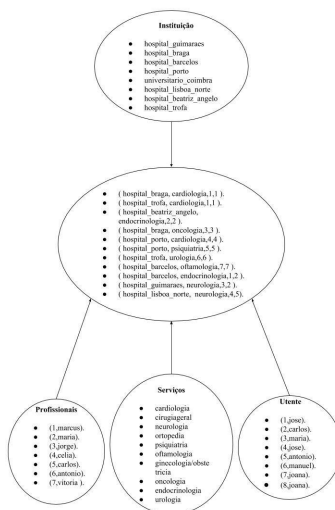 Instituição
● hospital_guimaraes
● hospital_braga
● hospital_barcelos
● hospital_porto
● universitario_coimbra
● hospital_lisboa_norte
● hospital_beatriz_angelo
● hospital_trofa
● ( hospital_braga, cardiologia,1,1 ).
● ( hospital_trofa, cardiologia,1,1 ).
● ( hospital_beatriz_angelo,
endocrinologia,2,2 ).
● ( hospital_braga, oncologia,3,3 ).
● ( hospital_porto, cardiologia,4,4 ).
● ( hospital_porto, psiquiatria,5,5 ).
● ( hospital_trofa, urologia,6,6 ).
● ( hospital_barcelos, oftamologia,7,7 ).
● ( hospital_barcelos, endocrinologia,1,2 ).
● ( hospital_guimaraes, neurologia,3,2 ).
● ( hospital_lisboa_norte, neurologia,4,5).
Profissionais
● (1,marcus).
● (2,maria).
● (3,jorge).
● (4,celia).
● (5,carlos).
● (6,antonio).
● (7,vitoria ).
Serviços
● cardiologia
● cirugiageral
● neurologia
● ortopedia
● psiquiatria
● oftamologia
● ginecologia/obste
tricia
● oncologia
● endocrinologia
● urologia
Utente
● (1,jose).
● (2,carlos).
● (3,maria).
● (4,jose).
● (5,antonio).
● (6,manuel).
● (7,joana).
● (8,joana).